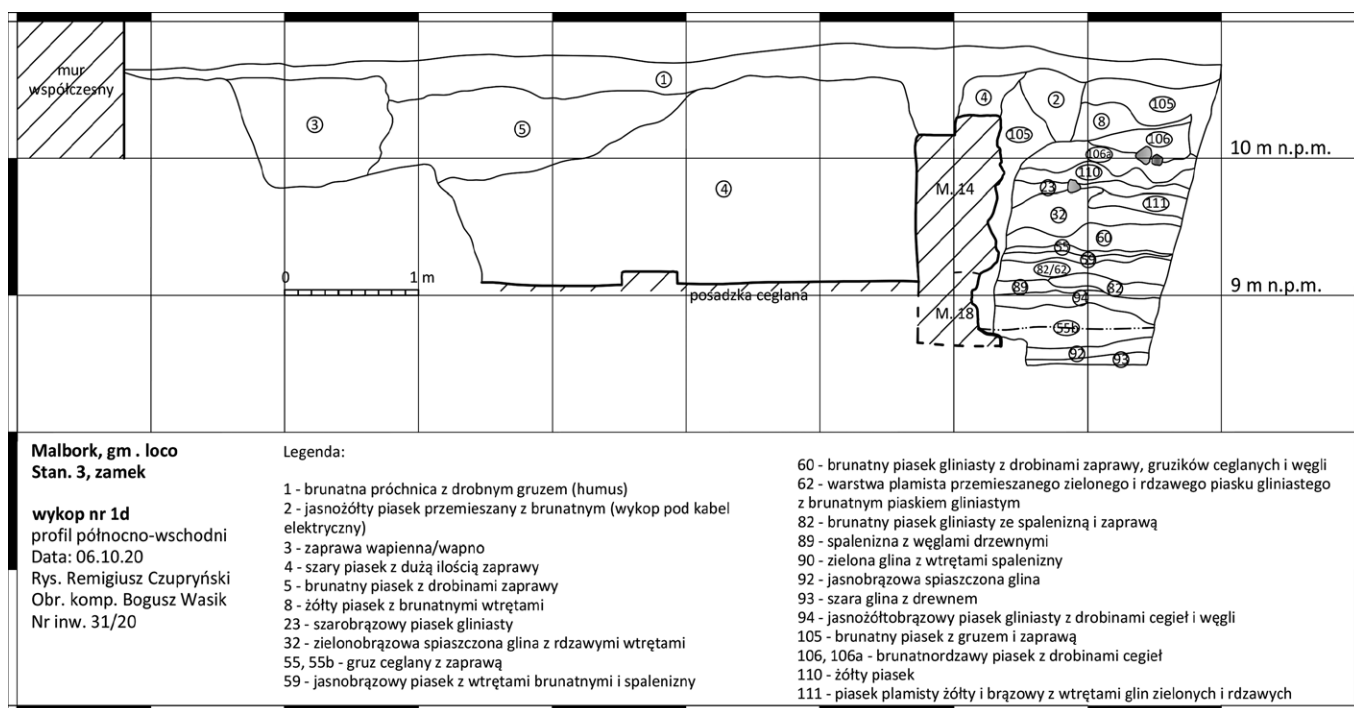 mur
współczesny
1
3
5
4
4
2
105
8
105
106
106a
10 m n.p.m.
110
23
111
M. 14
4
32
60
55
59
82/62
0 1 m
89
82
94
posadzka ceglana
9 m n.p.m.
M. 18
55b
92
93
Malbork, gm . loco
Stan. 3, zamek
wykop nr 1d
profil północno-wschodni
Data: 06.10.20
Rys. Remigiusz Czupryński
Obr. komp. Bogusz Wasik
Nr inw. 31/20
Legenda:
1 - brunatna próchnica z drobnym gruzem (humus)
2 - jasnożółty piasek przemieszany z brunatnym (wykop pod kabel
elektryczny)
3 - zaprawa wapienna/wapno
4 - szary piasek z dużą ilością zaprawy
5 - brunatny piasek z drobinami zaprawy
8 - żółty piasek z brunatnymi wtrętami
23 - szarobrązowy piasek gliniasty
32 - zielonobrązowa spiaszczona glina z rdzawymi wtrętami
55, 55b - gruz ceglany z zaprawą
59 - jasnobrązowy piasek z wtrętami brunatnymi i spalenizny
60 - brunatny piasek gliniasty z drobinami zaprawy, gruzików ceglanych i węgli
62 - warstwa plamista przemieszanego zielonego i rdzawego piasku gliniastego
z brunatnym piaskiem gliniastym
82 - brunatny piasek gliniasty ze spalenizną i zaprawą
89 - spalenizna z węglami drzewnymi
90 - zielona glina z wtrętami spalenizny
92 - jasnobrązowa spiaszczona glina
93 - szara glina z drewnem
94 - jasnożółtobrązowy piasek gliniasty z drobinami cegieł i węgli
105 - brunatny piasek z gruzem i zaprawą
106, 106a - brunatnordzawy piasek z drobinami cegieł
110 - żółty piasek
111 - piasek plamisty żółty i brązowy z wtrętami glin zielonych i rdzawych